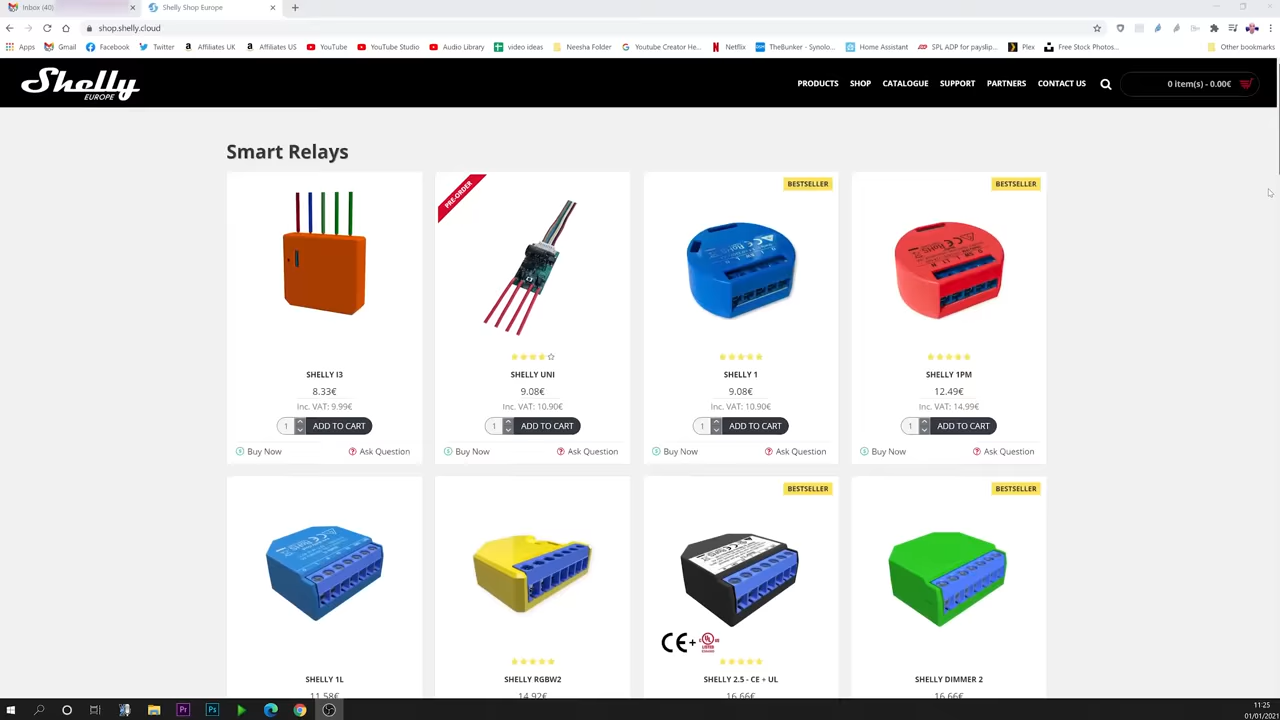 Inbox (40)
Shelly Shop Europe
shop.shelly.cloud
Apps
Gmail
Facebook
Twitter
Affiliates UK
Affiliates US
YouTube
YouTube Studio
Audio Library
video ideas
Neesha Folder
Youtube Creator He...
Netflix
TheBunker - Synolo...
Home Assistant
SPL ADP for payslip...
Plex
Free Stock Photos...
Other bookmarks
Shelly
EUROPE
PRODUCTS
SHOP
CATALOGUE
SUPPORT
PARTNERS
CONTACT US
0 item(s) - 0.00€
Smart Relays
PRE-ORDER
BESTSELLER
BESTSELLER
SHELLY I3
SHELLY UNI
SHELLY 1
SHELLY 1PM
8.33€
9.08€
9.08€
12.49€
Inc. VAT: 9.99€
Inc. VAT: 10.90€
Inc. VAT: 10.90€
Inc. VAT: 14.99€
1 ADD TO CART
1 ADD TO CART
1 ADD TO CART
1 ADD TO CART
Buy Now Ask Question
Buy Now Ask Question
Buy Now Ask Question
Buy Now Ask Question
BESTSELLER
BESTSELLER
CE + UL
SHELLY 1L
SHELLY RGBW2
SHELLY 2.5 - CE + UL
SHELLY DIMMER 2
11.58€
14.92€
16.66€
16.66€
11:25
01/01/2021